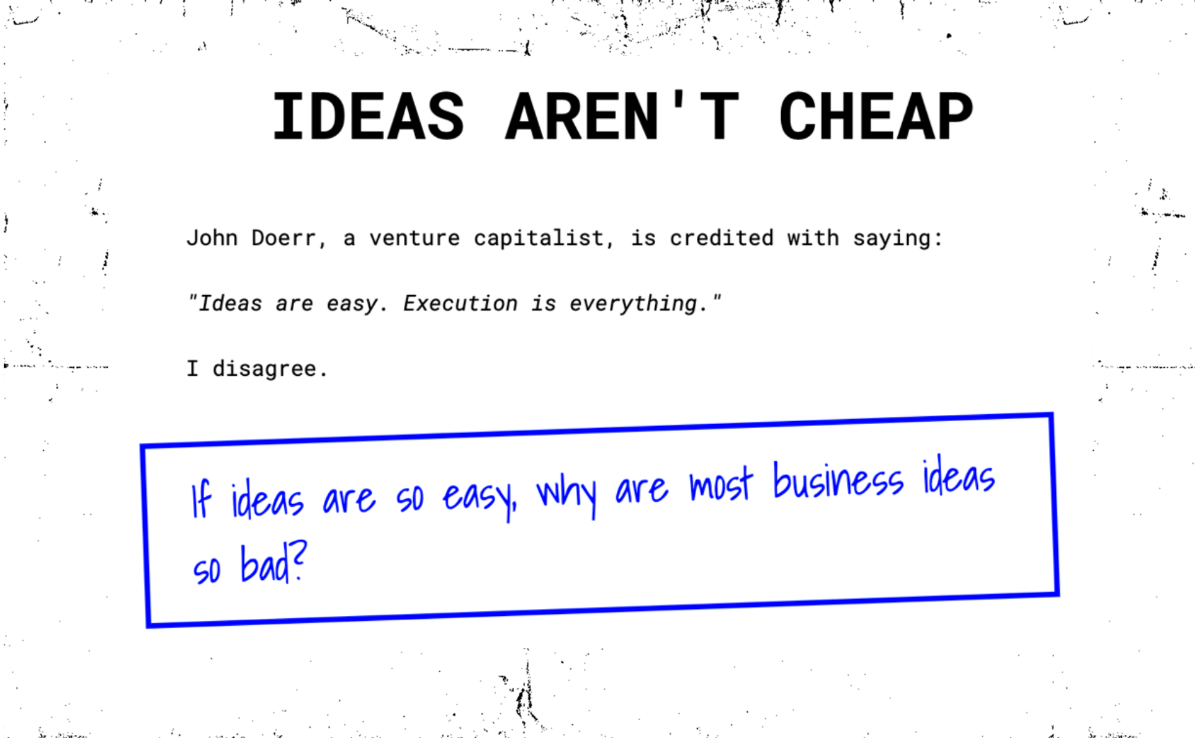 IDEAS AREN'T CHEAP
John Doerr, a venture capitalist, is credited with saying:
"Ideas are easy. Execution is everything."
I disagree.
If ideas are so easy, why are most business ideas
so bad?